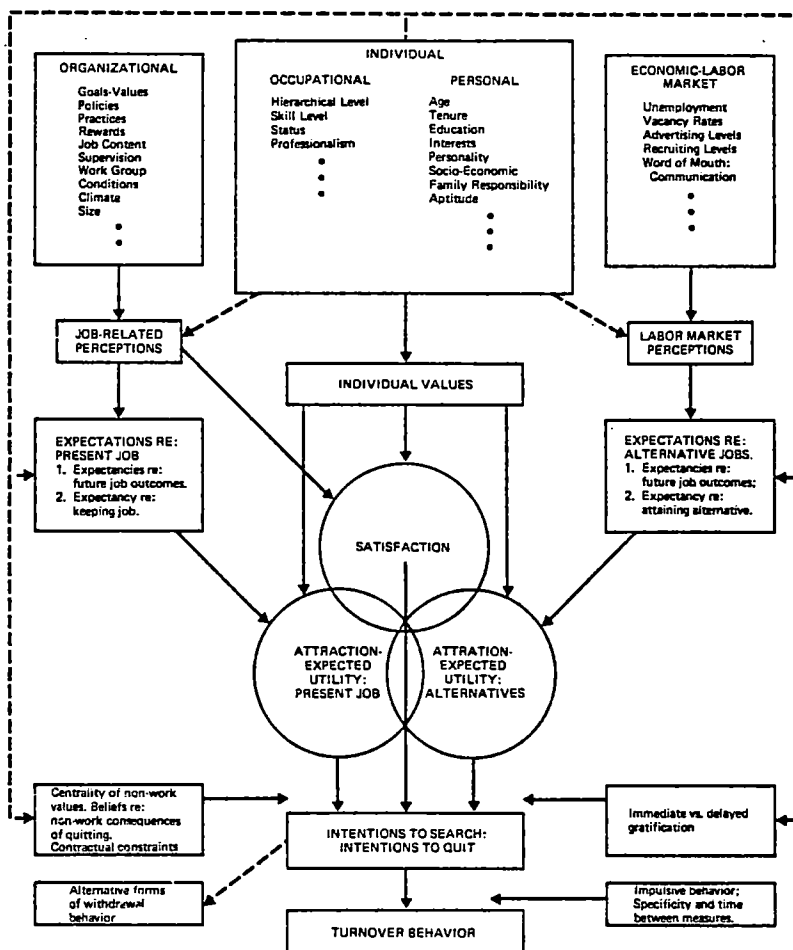 INDIVIDUAL
ORGANIZATIONAL
Goals-Values
Policies
Practices
Rewards
Job Content
Supervision
Work Group
Conditions
Climate
Size
OCCUPATIONAL
Hierarchical Level
Skill Level
Status
Professionalism
PERSONAL
Age
Tenure
Education
Interests
Personality
Socio-Economic
Family Responsibility
Aptitude
ECONOMIC-LABOR
MARKET
Unemployment
Vacancy Rates
Advertising Levels
Recruiting Levels
Word of Mouth:
Communication
JOB-RELATED
PERCEPTIONS
LABOR MARKET
PERCEPTIONS
INDIVIDUAL VALUES
EXPECTATIONS RE:
PRESENT JOB
1. Expectancies re:
future job outcomes.
2. Expectancy re:
keeping job.
EXPECTATIONS RE:
ALTERNATIVE JOBS.
1. Expectancies re:
future job outcomes;
2. Expectancy re:
attaining alternative.
SATISFACTION
ATTRACTION-
EXPECTED
UTILITY:
PRESENT JOB
ATTRATION-
EXPECTED
UTILITY:
ALTERNATIVES
Centrality of non-work
values. Beliefs re:
non-work consequences
of quitting.
Contractual constraints
INTENTIONS TO SEARCH:
INTENTIONS TO QUIT
Immediate vs. delayed
gratification
Alternative forms
of withdrawal
behavior
Impulsive behavior;
Specificity and time
between measures.
TURNOVER BEHAVIOR